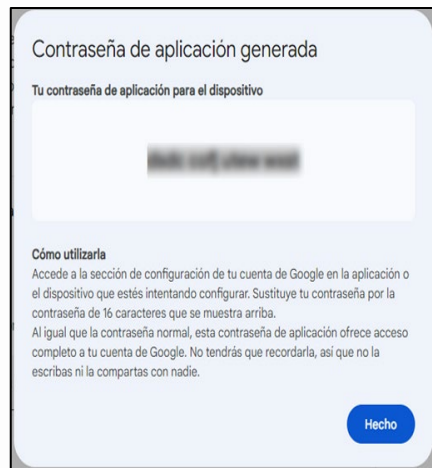 Contraseña de aplicación generada
Tu contraseña de aplicación para el dispositivo
Cómo utilizarla
Accede a la sección de configuración de tu cuenta de Google en la aplicación o
el dispositivo que estés intentando configurar. Sustituye tu contraseña por la
contraseña de 16 caracteres que se muestra arriba.
Al igual que la contraseña normal, esta contraseña de aplicación ofrece acceso
completo a tu cuenta de Google. No tendrás que recordarla, así que no la
escribas ni la compartas con nadie.
Hecho